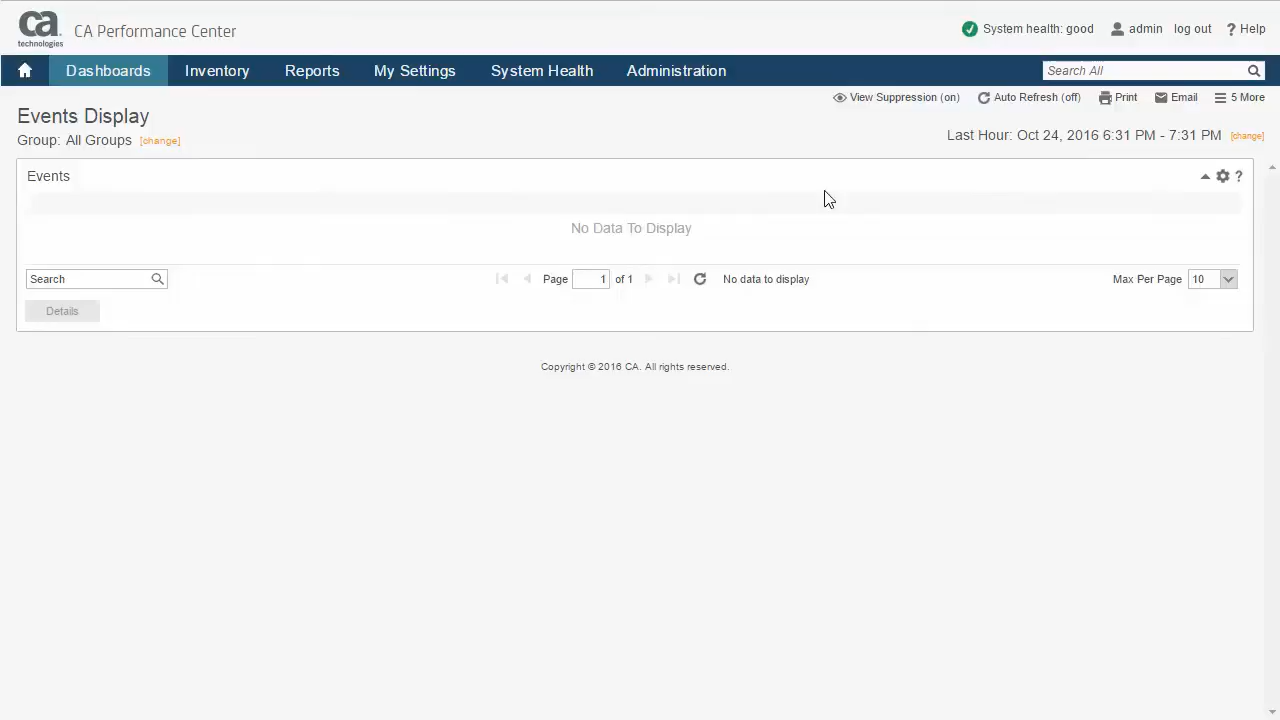 ca
technologies
CA Performance Center
System health: good
admin
log out
? Help
Dashboards
Inventory
Reports
My Settings
System Health
Administration
Search All
View Suppression (on)
Auto Refresh (off)
Print
Email
5 More
Events Display
Group: All Groups [change]
Last Hour: Oct 24, 2016 6:31 PM - 7:31 PM [change]
Events
?
No Data To Display
Search
Page 1 of 1
No data to display
Max Per Page 10
Details
Copyright © 2016 CA. All rights reserved.